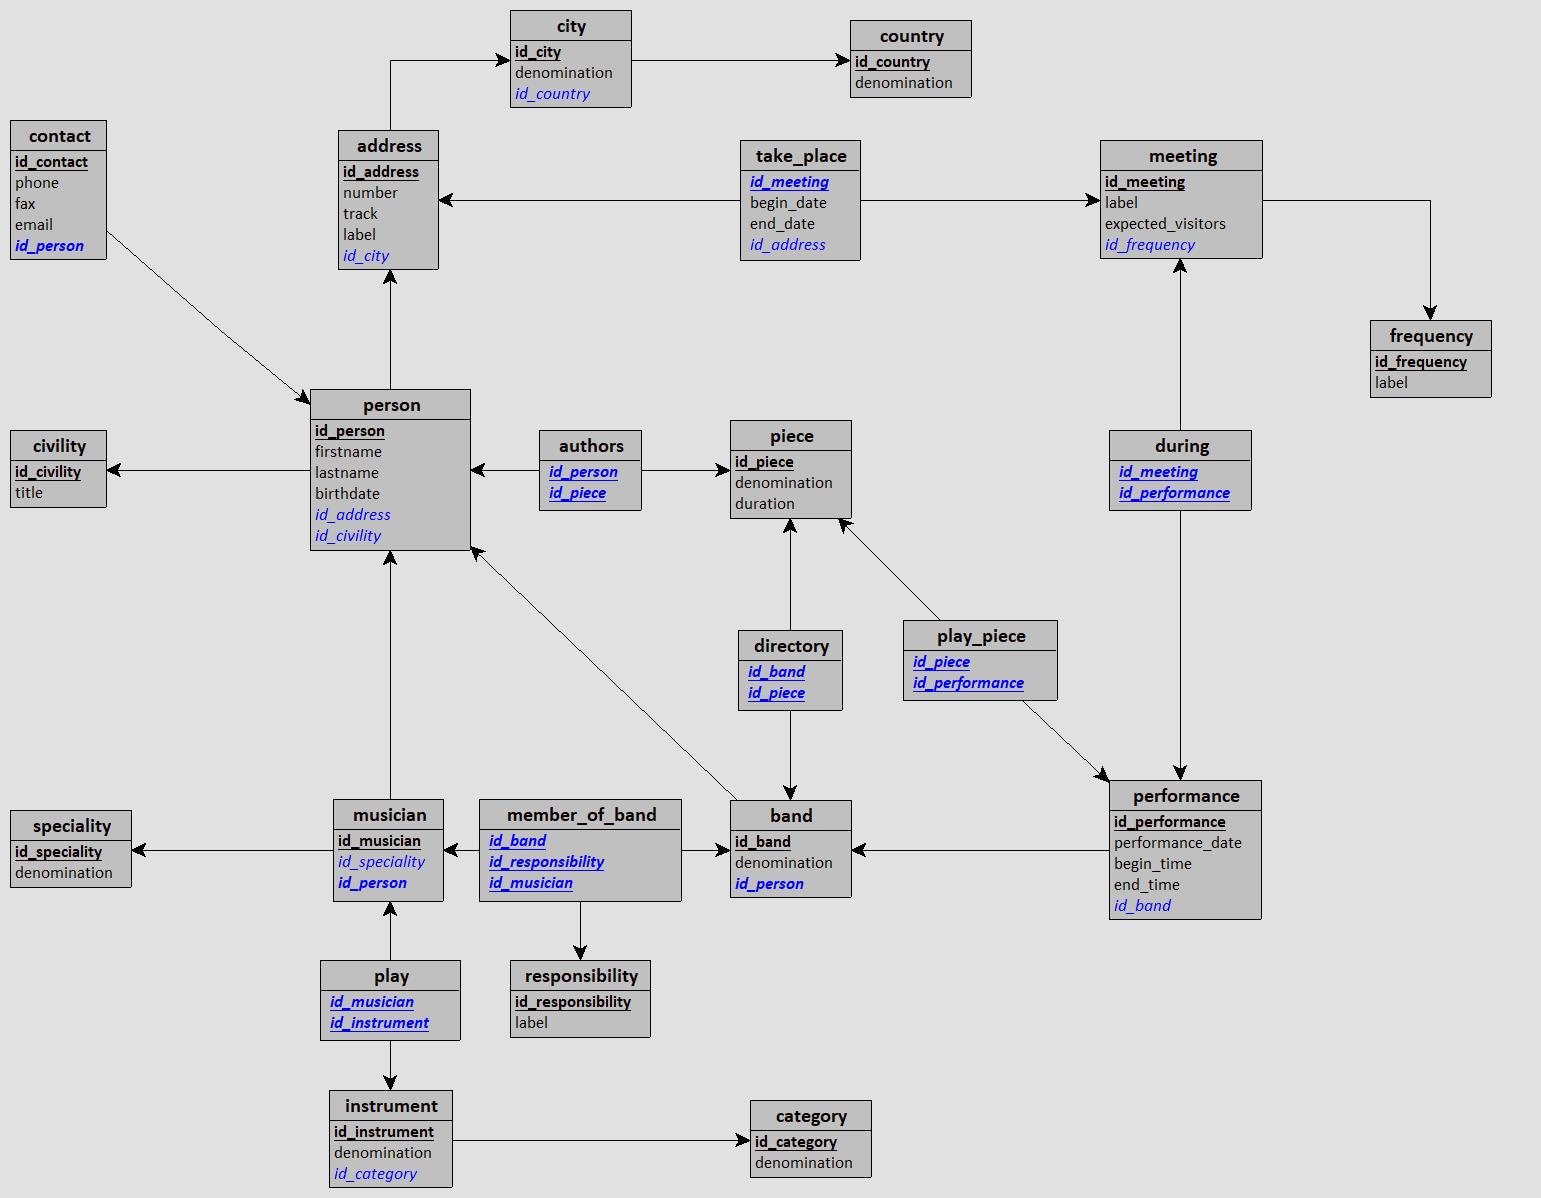 city
id_city
denomination
id_country
country
id_country
denomination
contact
id_contact
phone
fax
email
id_person
address
id_address
number
track
label
id_city
take_place
id_meeting
begin_date
end_date
id_address
meeting
id_meeting
label
expected_visitors
id_frequency
frequency
id_frequency
label
civility
id_civility
title
person
id_person
firstname
lastname
birthdate
id_address
id_civility
authors
id_person
id_piece
piece
id_piece
denomination
duration
during
id_meeting
id_performance
directory
id_band
id_piece
play_piece
id_piece
id_performance
speciality
id_speciality
denomination
musician
id_musician
id_speciality
id_person
member_of_band
id_band
id_responsibility
id_musician
band
id_band
denomination
id_person
performance
id_performance
performance_date
begin_time
end_time
id_band
play
id_musician
id_instrument
responsibility
id_responsibility
label
instrument
id_instrument
denomination
id_category
category
id_category
denomination